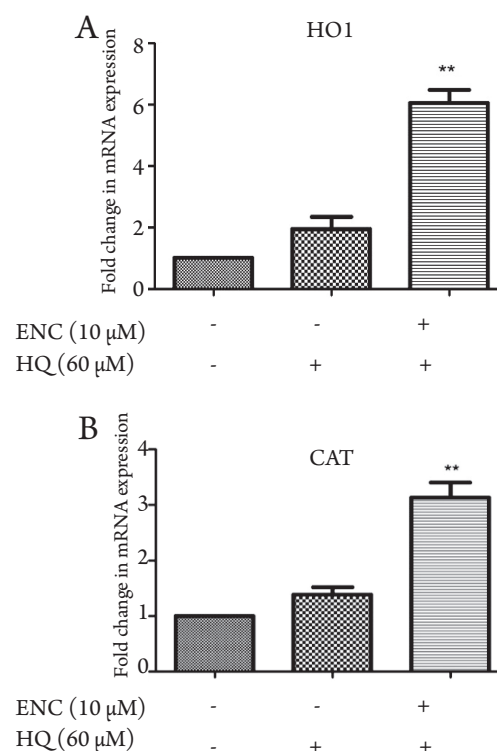 A
HO1
Fold change in mRNA expression
8
6
4
2
0
**
ENC (10 μM) - - +
HQ (60 μM) - + +
B
CAT
Fold change in mRNA expression
4
3
2
1
0
**
ENC (10 μM) - - +
HQ (60 μM) - + +